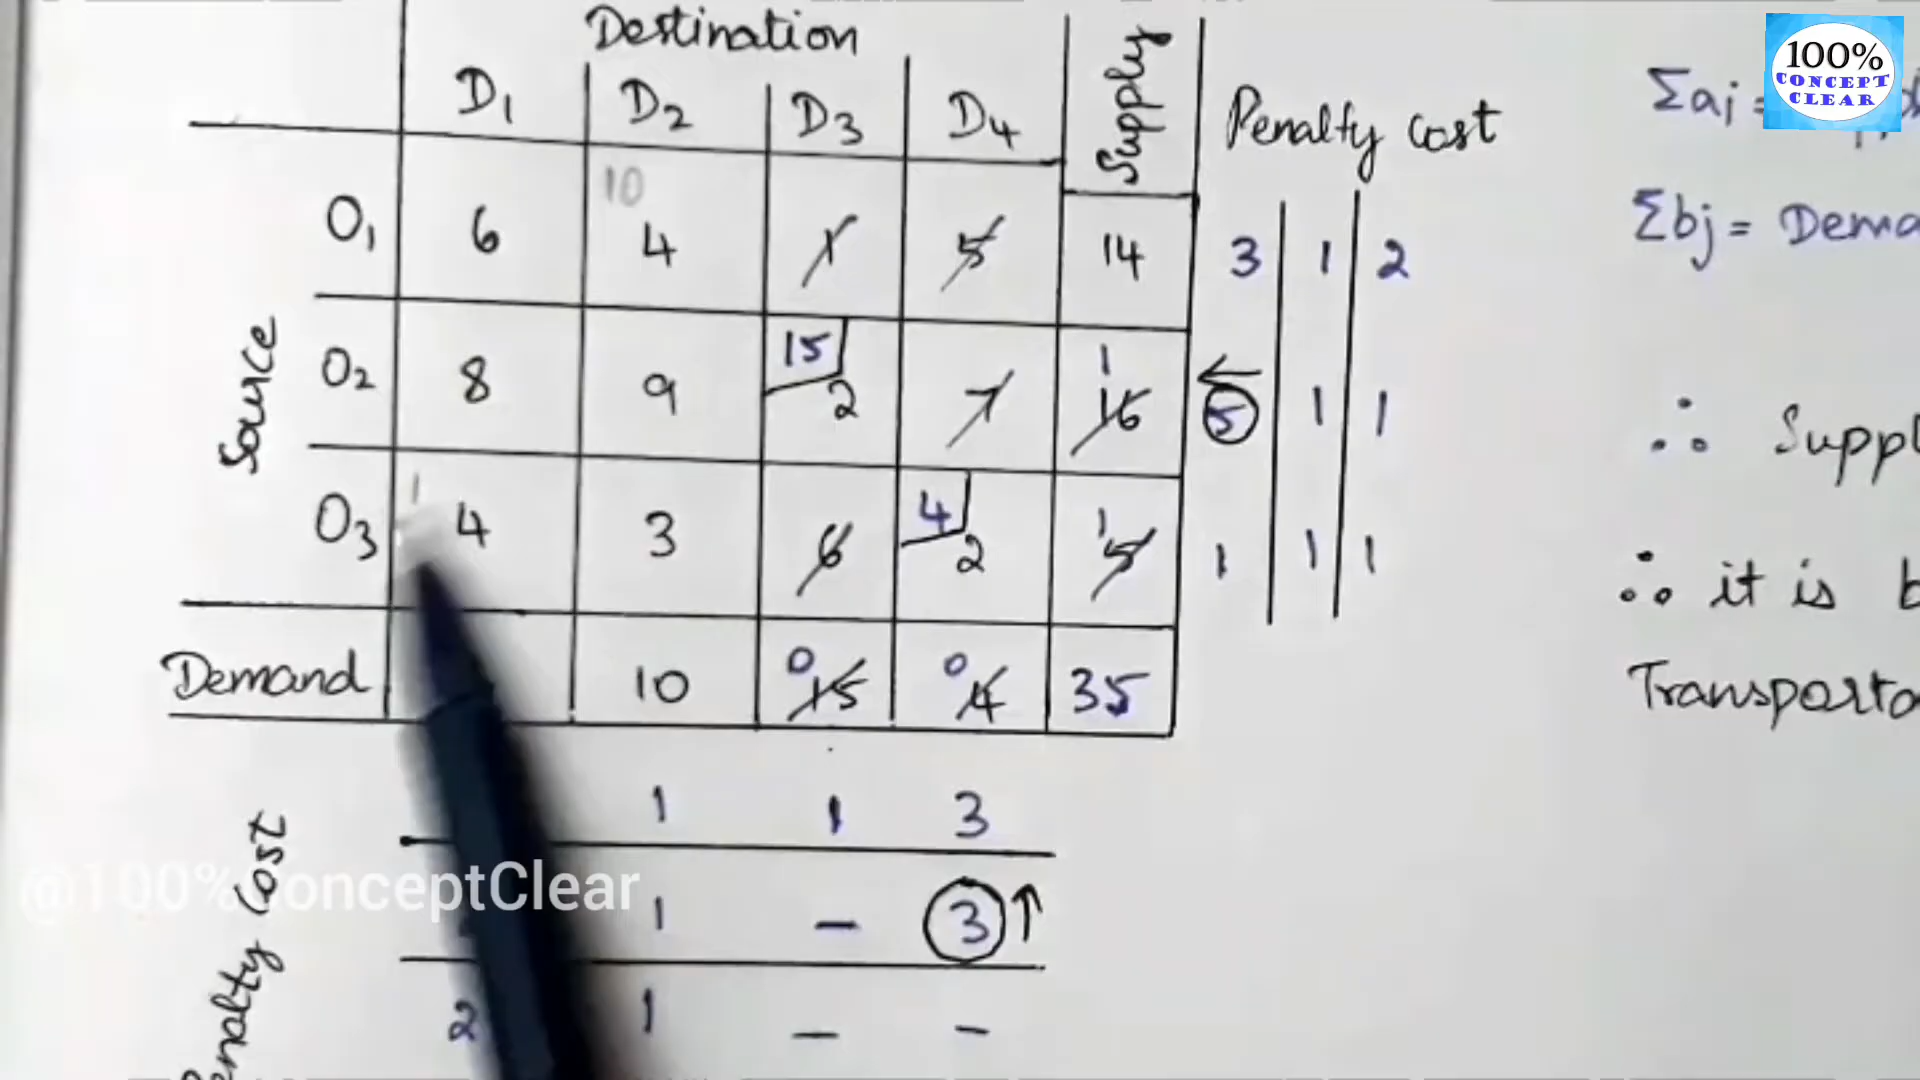 Destination
D1 D2 D3 D4 Supply Penalty Cost
10
O1 6 4 1 5 14 3 1 2
15 1
Source O2 8 9 2 7 16 5 1 1
1 4 1
O3 4 3 6 2 5 1 1 1
0 0
Demand 10 15 4 35
1 1 3
Penalty Cost 1 – 3 ↑
2 1 – –
Σai =
Σbj = Dema
∴ Suppl
∴ it is b
Transporta
100%
CONCEPT
CLEAR
@100%ConceptClear